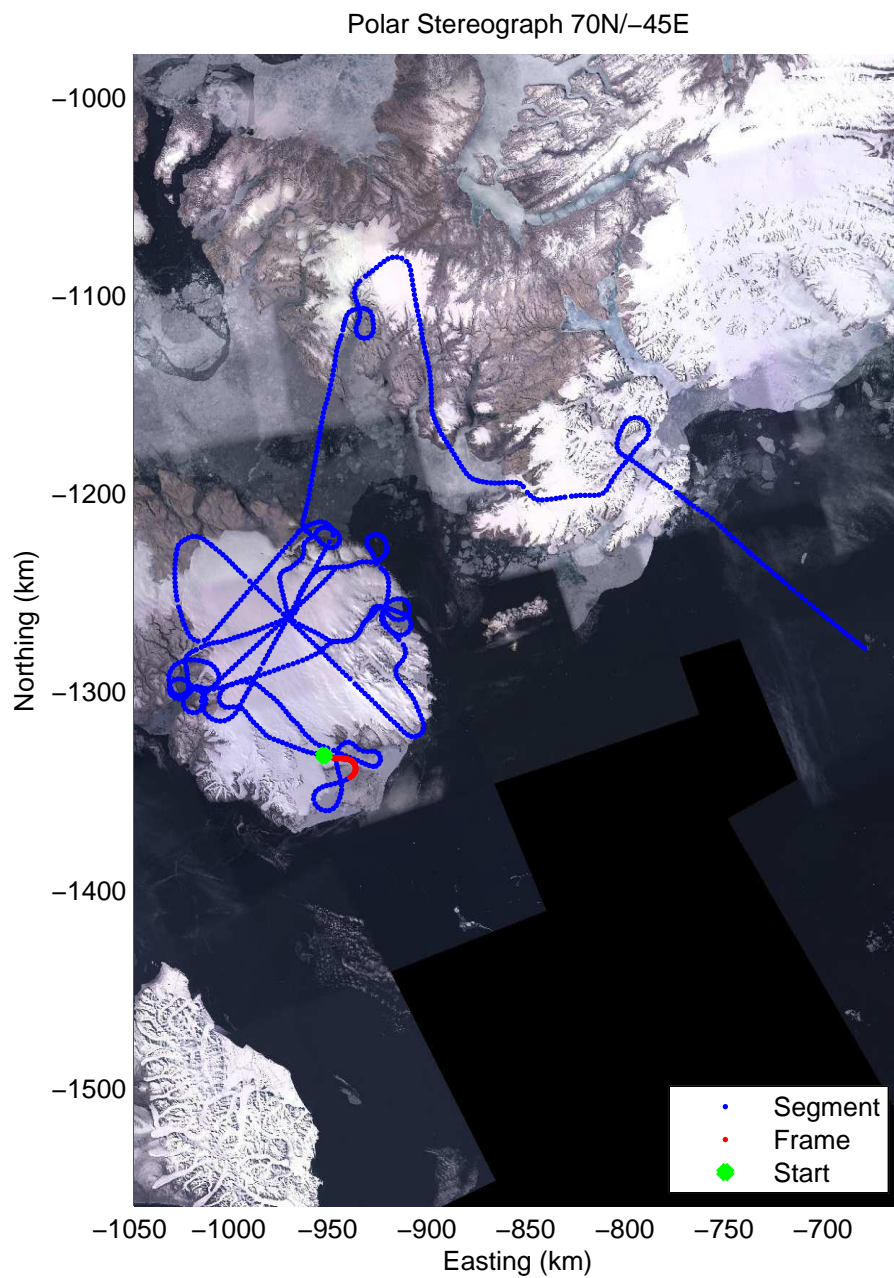 Polar Stereograph 70N/−45E
−1000
−1100
−1200
−1300
−1400
−1500
Northing (km)
−1050 −1000 −950 −900 −850 −800 −750 −700
Easting (km)
Segment
Frame
Start